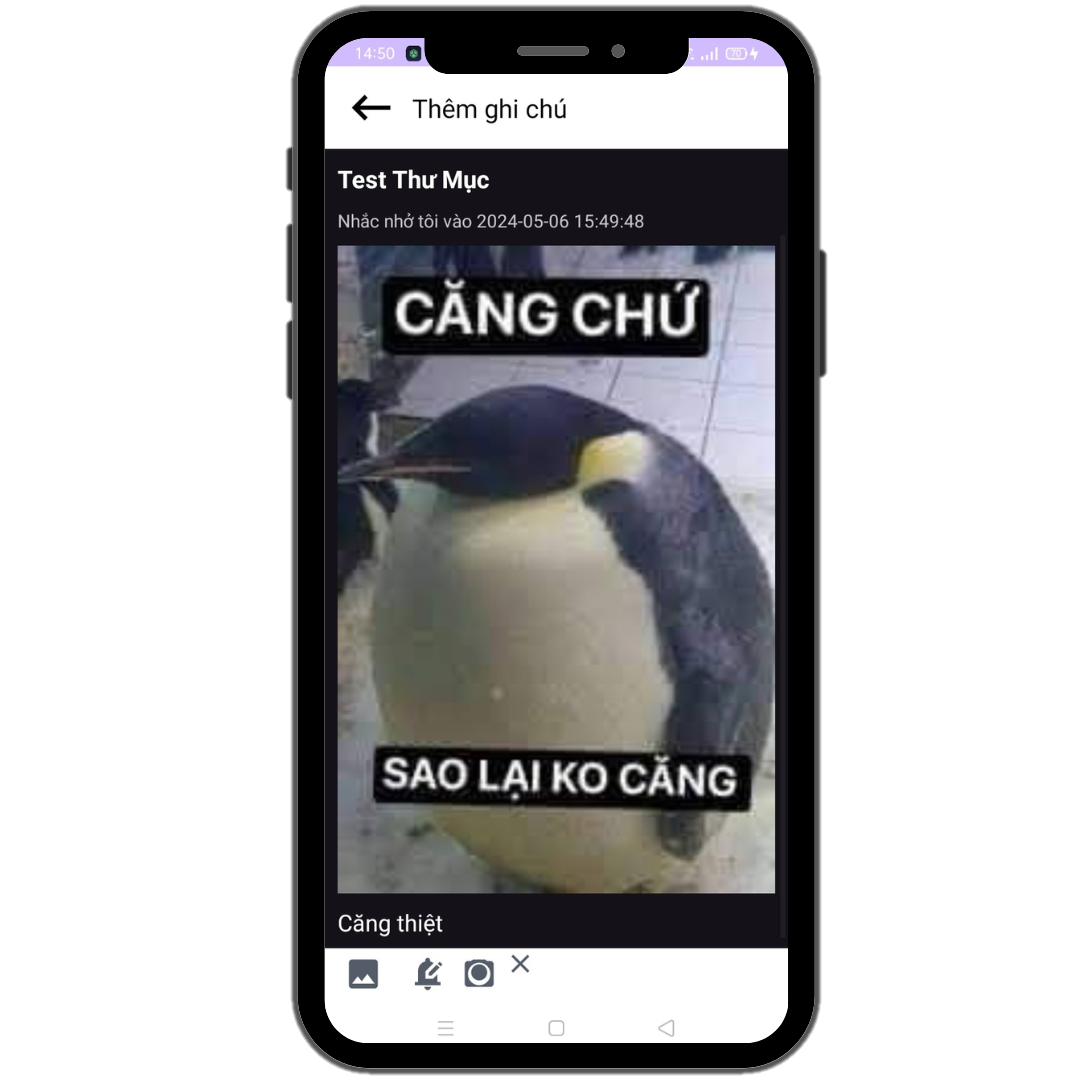 14:50
70
Thêm ghi chú
Test Thư Mục
Nhắc nhở tôi vào 2024-05-06 15:49:48
CĂNG CHỨ
SAO LẠI KO CĂNG
Căng thiệt